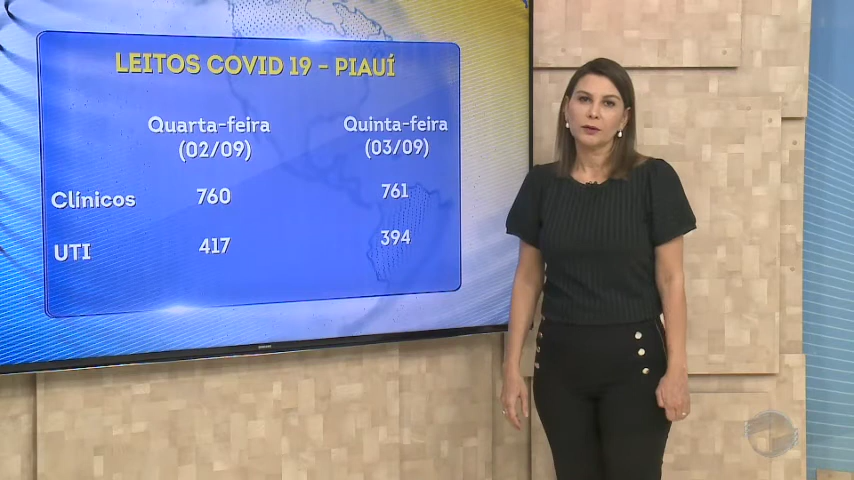 LEITOS COVID 19 – PIAUÍ
Quarta-feira Quinta-feira
(02/09) (03/09)
Clínicos 760 761
UTI 417 394